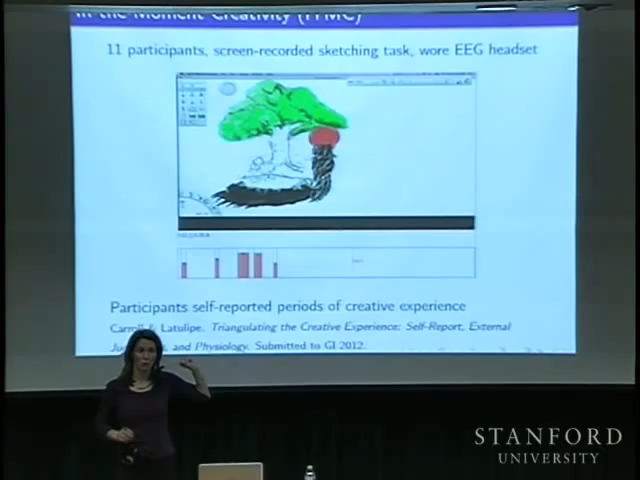 In the Moment Creativity (ITMC)
11 participants, screen-recorded sketching task, wore EEG headset
Participants self-reported periods of creative experience
Carroll & Latulipe. Triangulating the Creative Experience: Self-Report, External
and Physiology. Submitted to GI 2012.
STANFORD
UNIVERSITY